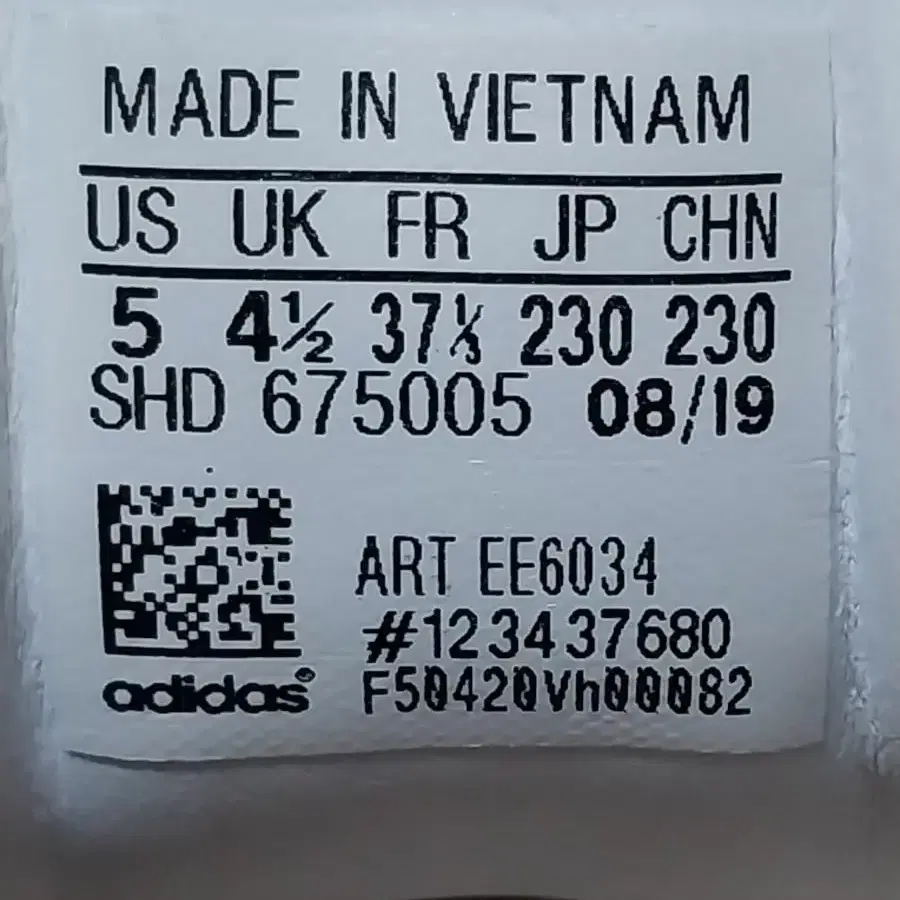 MADE IN VIETNAM
US UK FR JP CHN
5 4½ 37⅓ 230 230
SHD 675005 08/19
ART EE6034
#123437680
adidas® F50420Vh00082